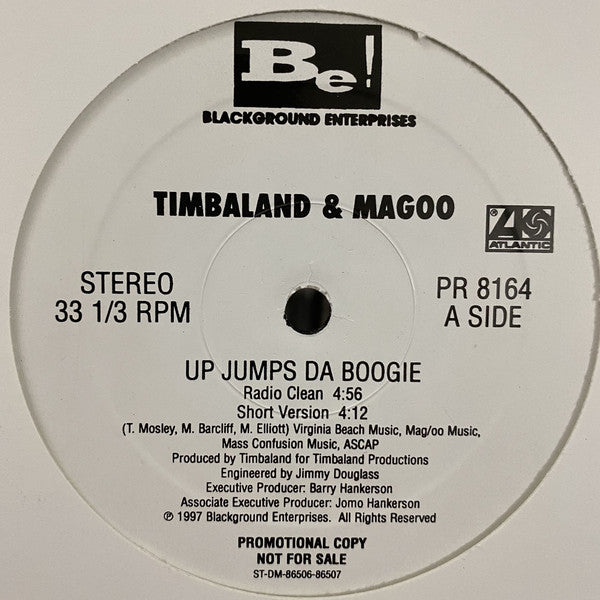 Be!
BLACKGROUND ENTERPRISES
TIMBALAND & MAGOO
® ATLANTIC
STEREO
33 1/3 RPM
PR 8164
A SIDE
UP JUMPS DA BOOGIE
Radio Clean 4:56
Short Version 4:12
(T. Mosley, M. Barcliff, M. Elliott) Virginia Beach Music, Mag/oo Music,
Mass Confusion Music, ASCAP
Produced by Timbaland for Timbaland Productions
Engineered by Jimmy Douglass
Executive Producer: Barry Hankerson
Associate Executive Producer: Jomo Hankerson
℗ 1997 Blackground Enterprises. All Rights Reserved
PROMOTIONAL COPY
NOT FOR SALE
ST-DM-86506-86507